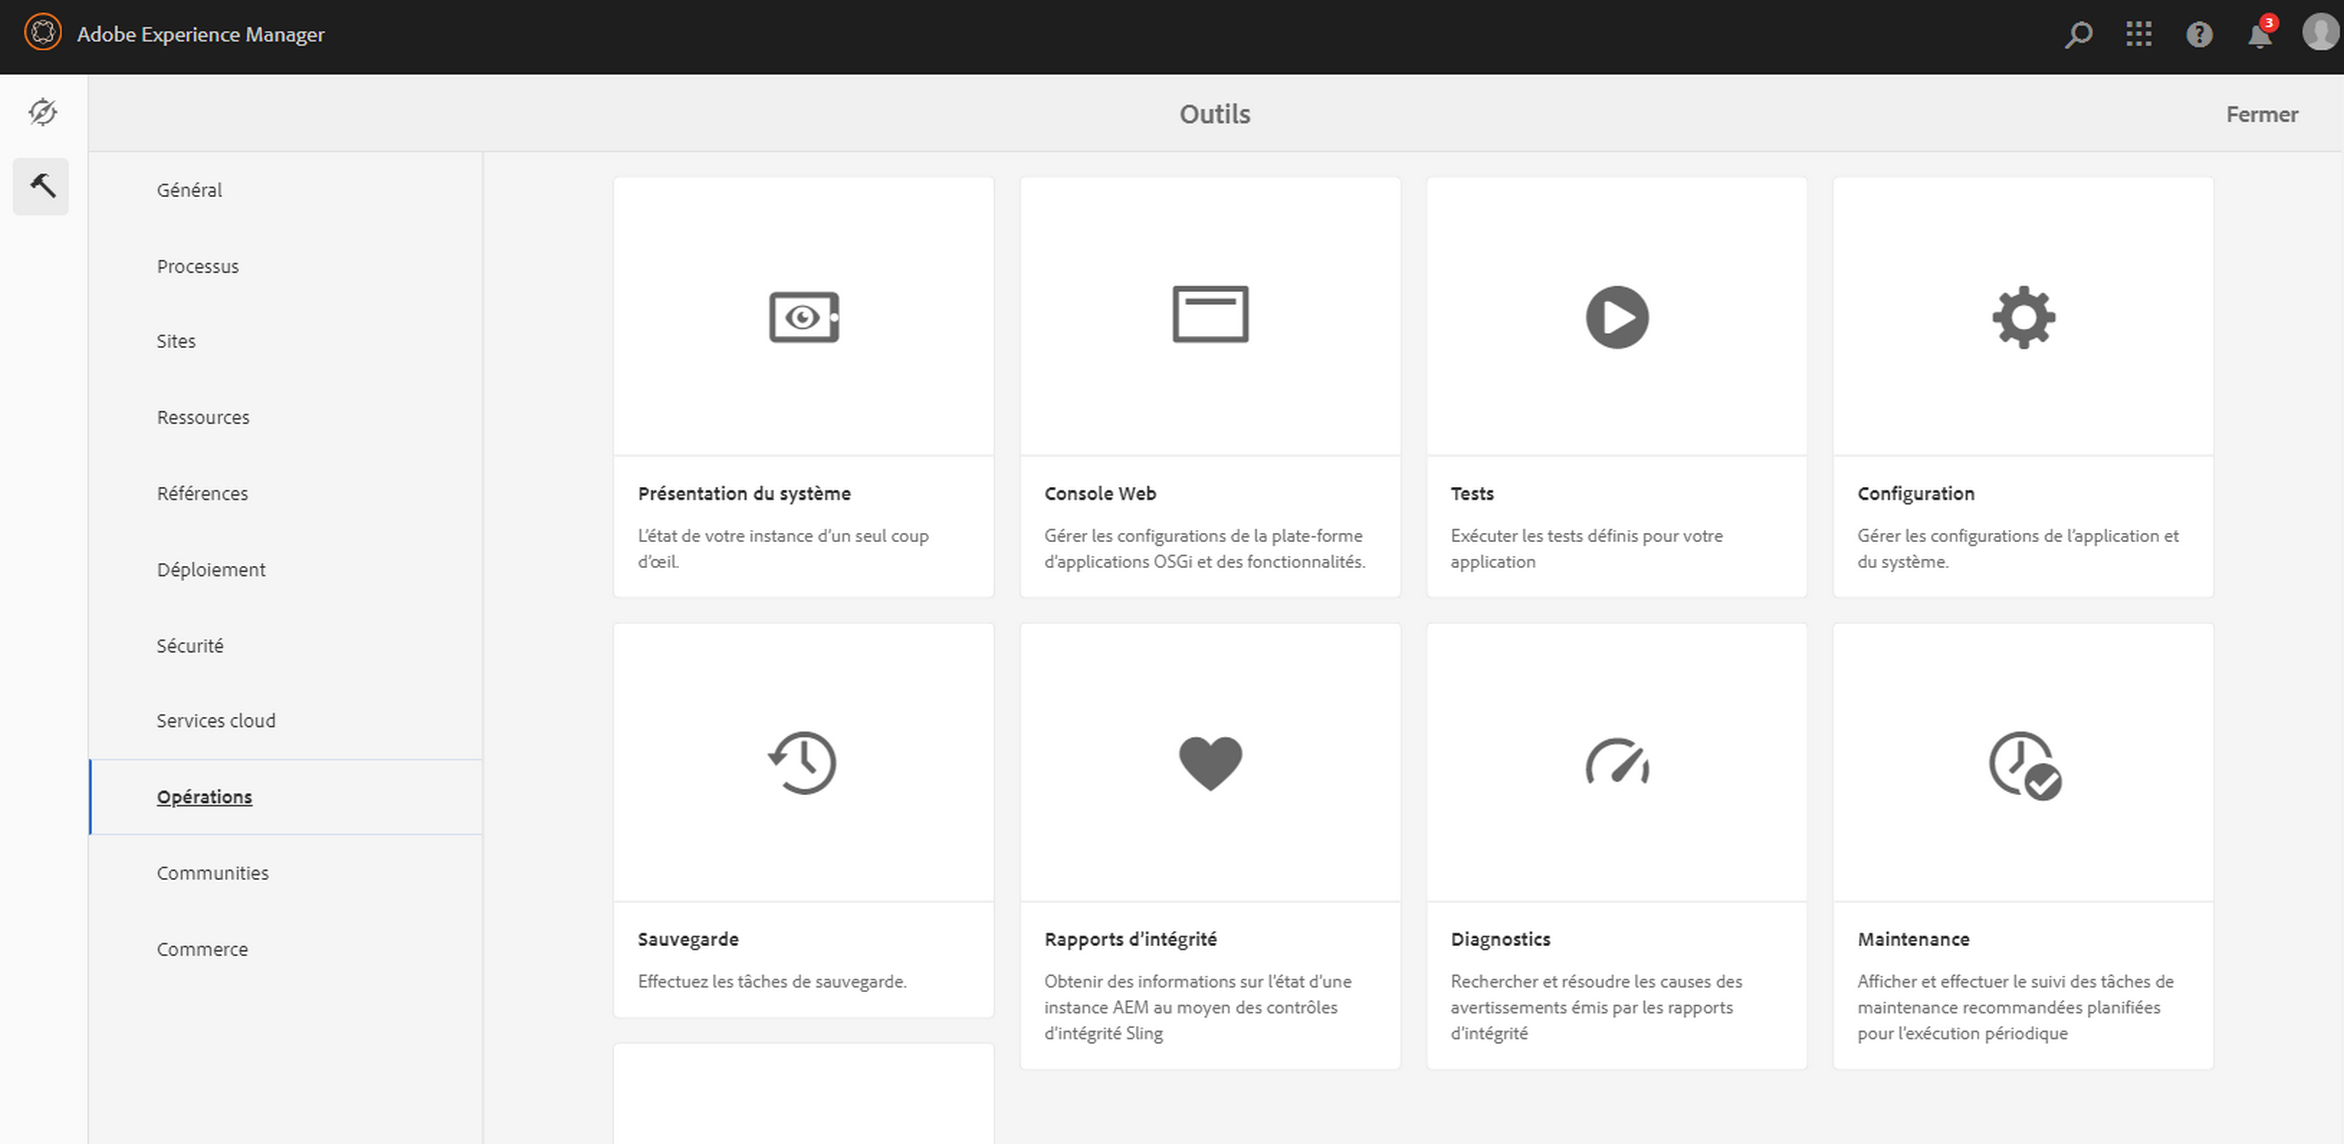 Adobe Experience Manager
3
Outils
Fermer
Général
Processus
Sites
Ressources
Références
Déploiement
Sécurité
Services cloud
Opérations
Communities
Commerce
Présentation du système
L’état de votre instance d’un seul coup
d’œil.
Console Web
Gérer les configurations de la plate-forme
d’applications OSGi et des fonctionnalités.
Tests
Exécuter les tests définis pour votre
application
Configuration
Gérer les configurations de l’application et
du système.
Sauvegarde
Effectuez les tâches de sauvegarde.
Rapports d’intégrité
Obtenir des informations sur l’état d’une
instance AEM au moyen des contrôles
d’intégrité Sling
Diagnostics
Rechercher et résoudre les causes des
avertissements émis par les rapports
d’intégrité
Maintenance
Afficher et effectuer le suivi des tâches de
maintenance recommandées planifiées
pour l’exécution périodique